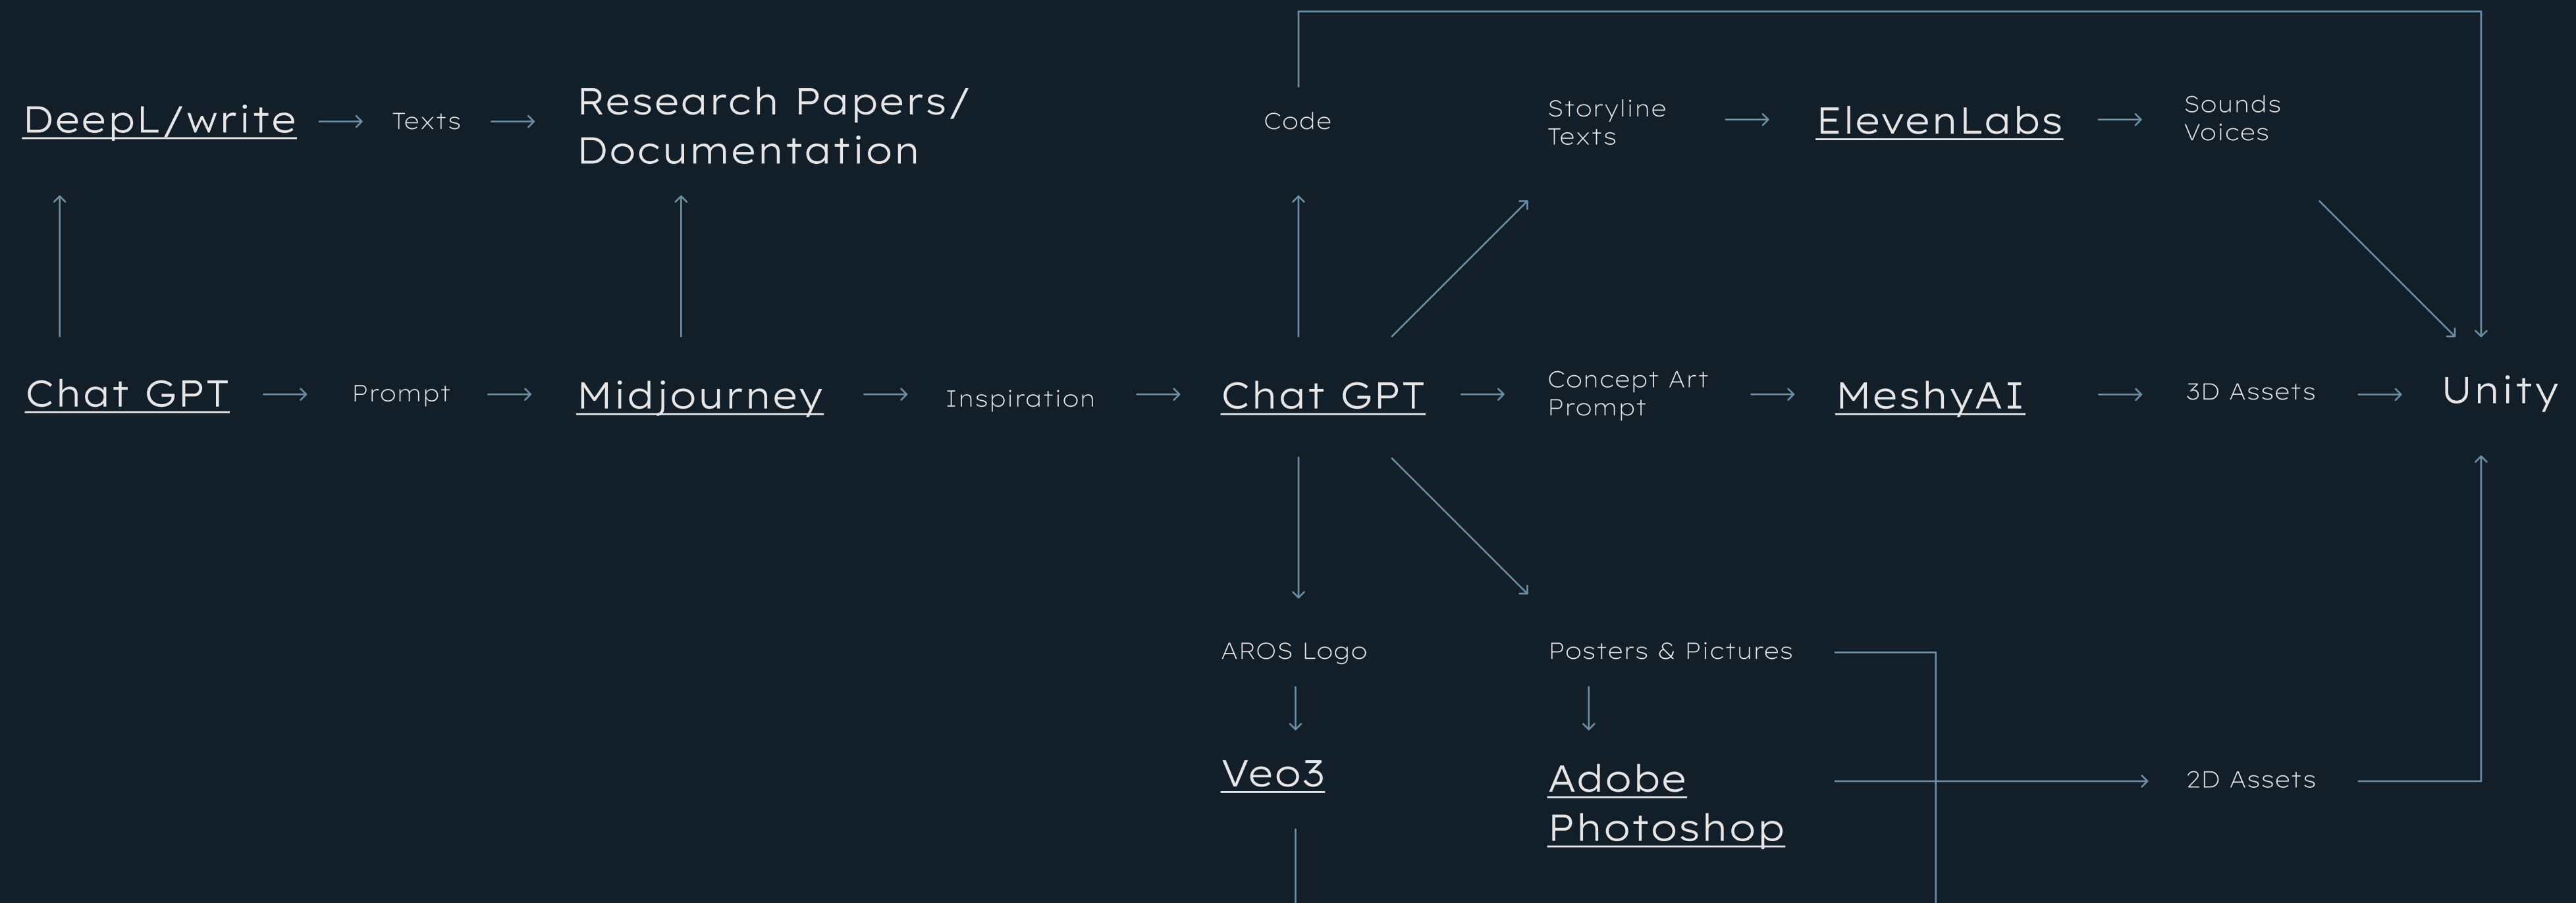 DeepL/write
Texts
Research Papers/
Documentation
Code
Storyline
Texts
ElevenLabs
Sounds
Voices
Chat GPT
Prompt
Midjourney
Inspiration
Chat GPT
Concept Art
Prompt
MeshyAI
3D Assets
Unity
AROS Logo
Posters & Pictures
Veo3
Adobe
Photoshop
2D Assets